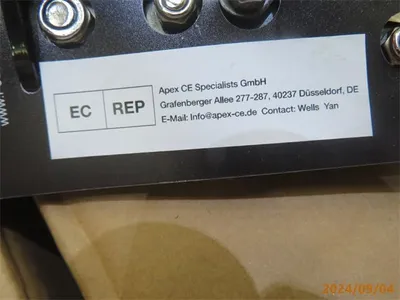 Apex CE Specialists GmbH
EC REP
Grafenberger Allee 277-287, 40237 Düsseldorf, DE
E-Mail: Info@apex-ce.de Contact: Wells Yan
2024/09/04